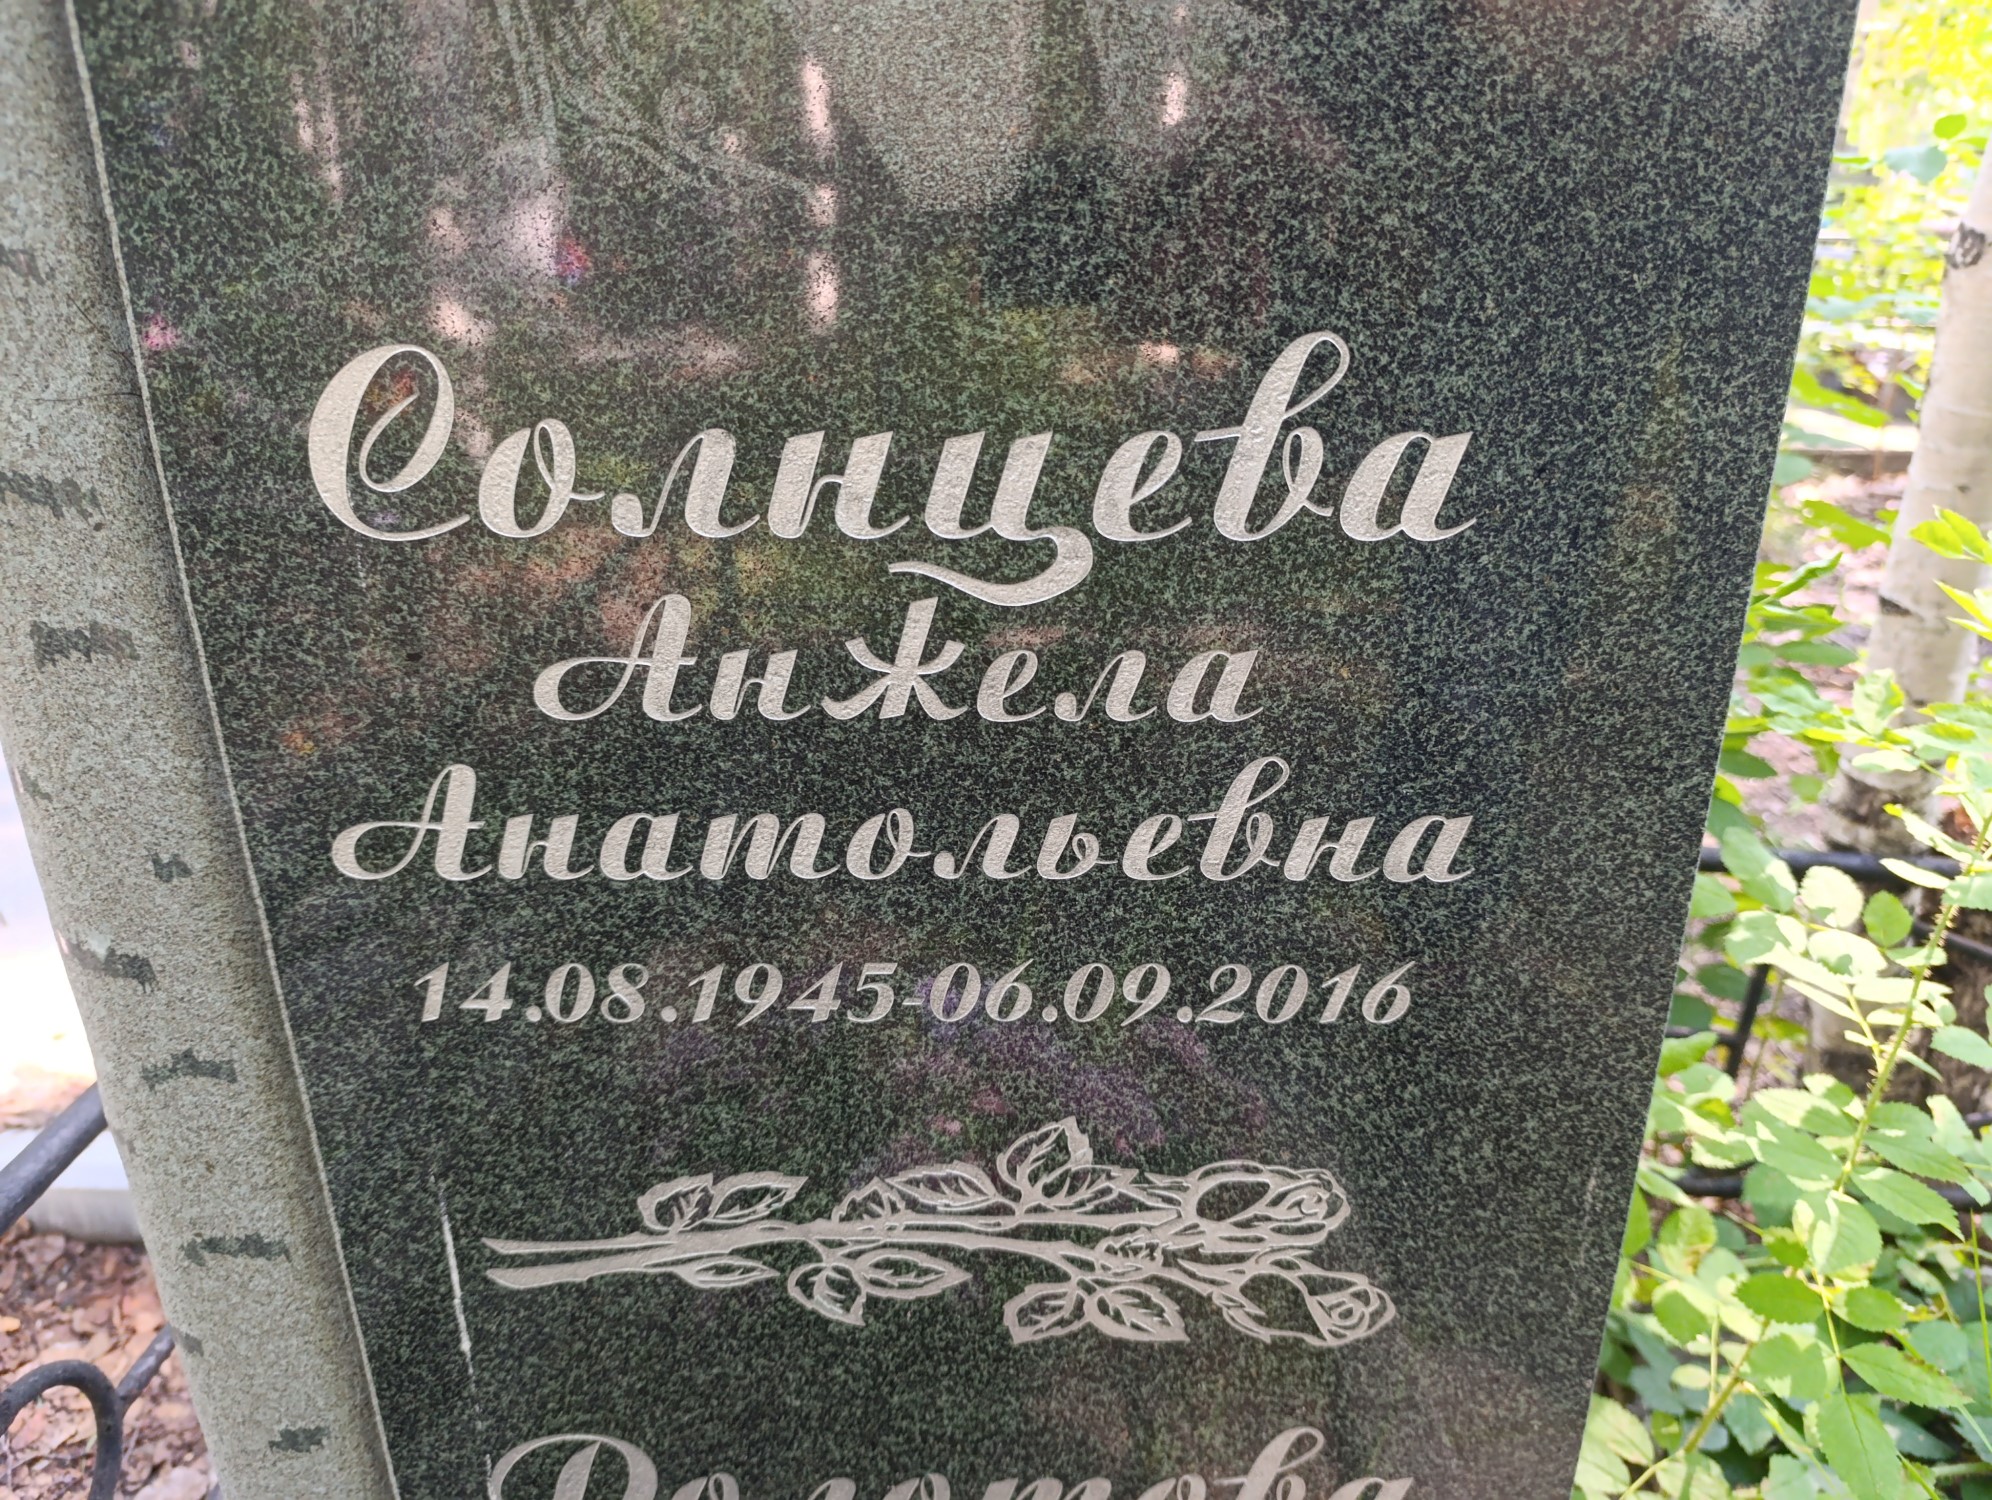 Солнцева
Анжела
Анатольевна
14.08.1945-06.09.2016